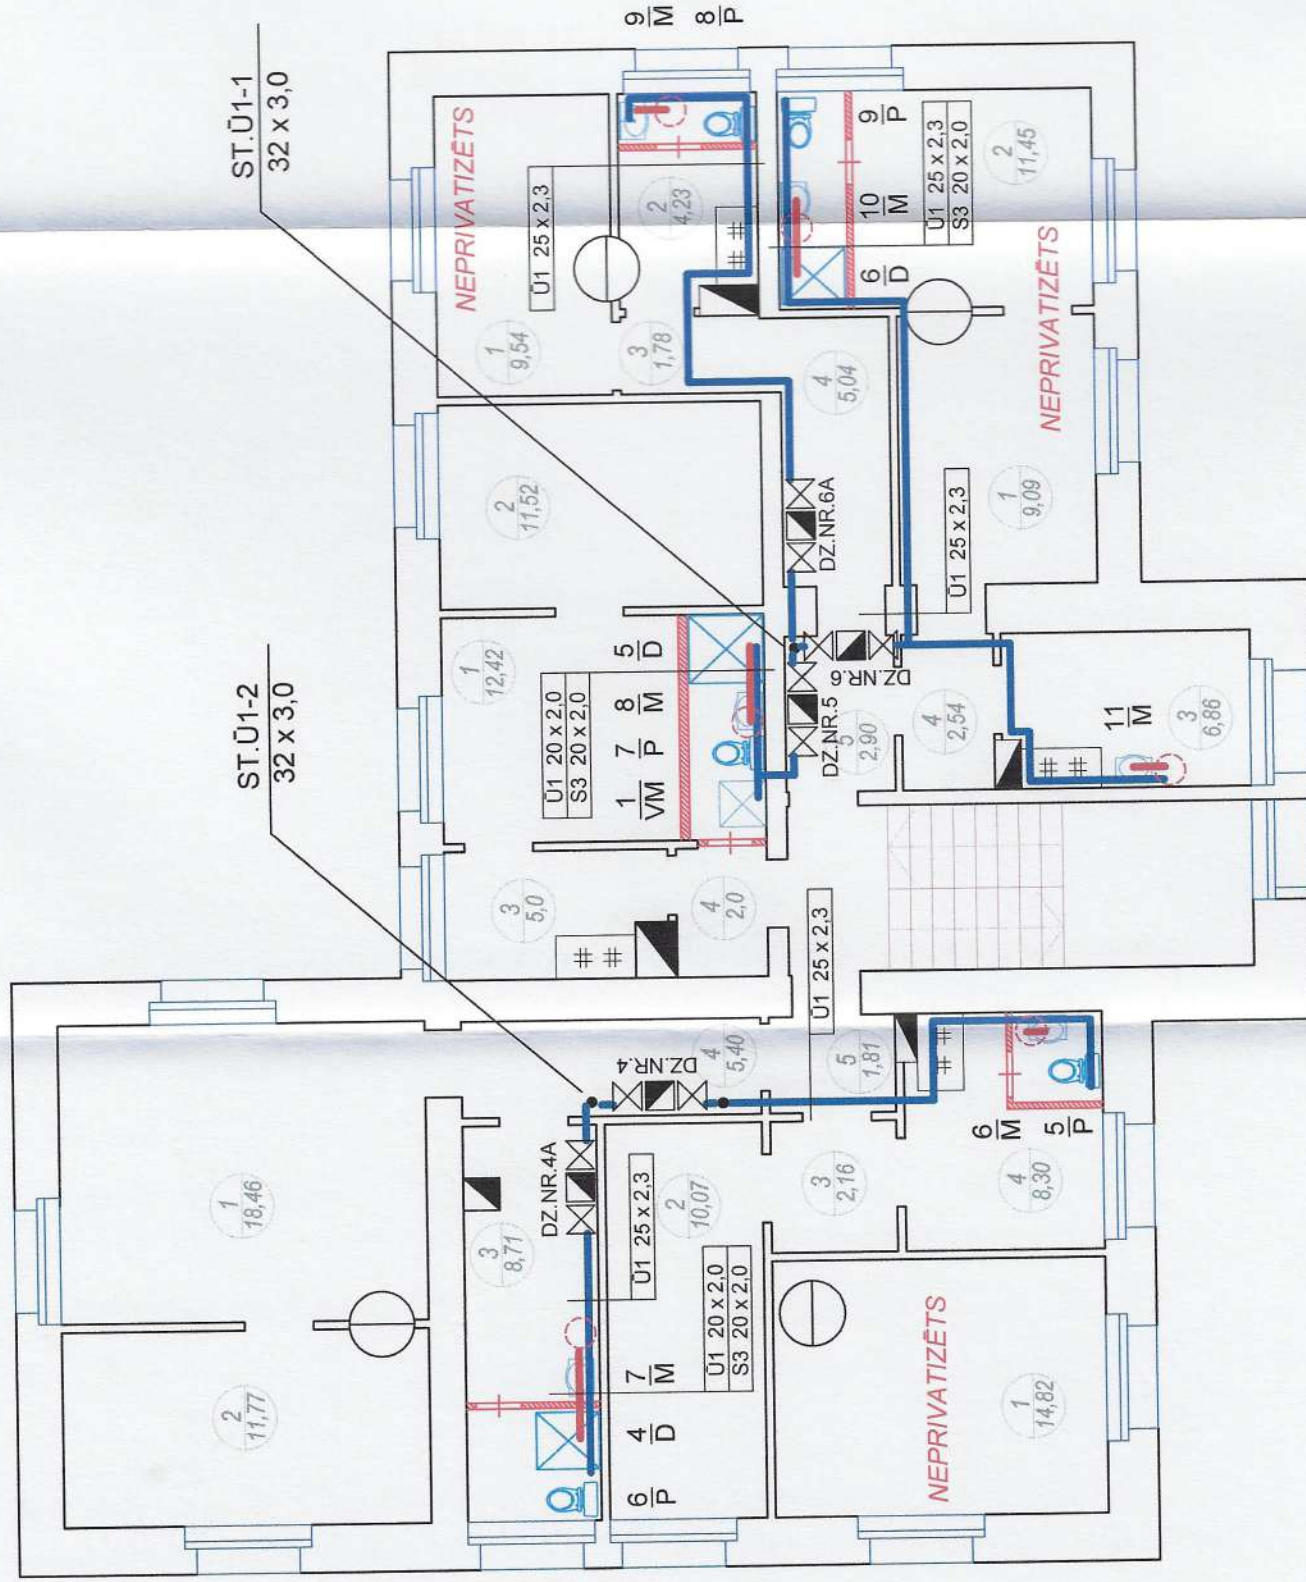 9
M
8
P
ST.Ū1-1
32 x 3,0
NEPRIVATIZĒTS
Ū1 25 x 2,3
2
4,23
1
9,54
3
1,78
9
P
10
M
6
D
Ū1 25 x 2,3
S3 20 x 2,0
2
11,45
NEPRIVATIZĒTS
4
5,04
2
11,52
DZ.NR.6A
1
9,09
Ū1 25 x 2,3
ST.Ū1-2
32 x 3,0
1
12,42
Ū1 20 x 2,0
S3 20 x 2,0
5
D
8
M
7
P
1
VM
DZ.NR.5
DZ.NR.6
5
2,90
4
2,54
11
M
3
6,86
3
5,0
4
2,0
Ū1 25 x 2,3
4
5,40
DZ.NR.4
5
1,81
1
18,46
DZ.NR.4A
3
8,71
Ū1 25 x 2,3
2
10,07
3
2,16
6
M
5
P
4
8,30
2
11,77
7
M
4
D
6
P
Ū1 20 x 2,0
S3 20 x 2,0
NEPRIVATIZĒTS
1
14,82